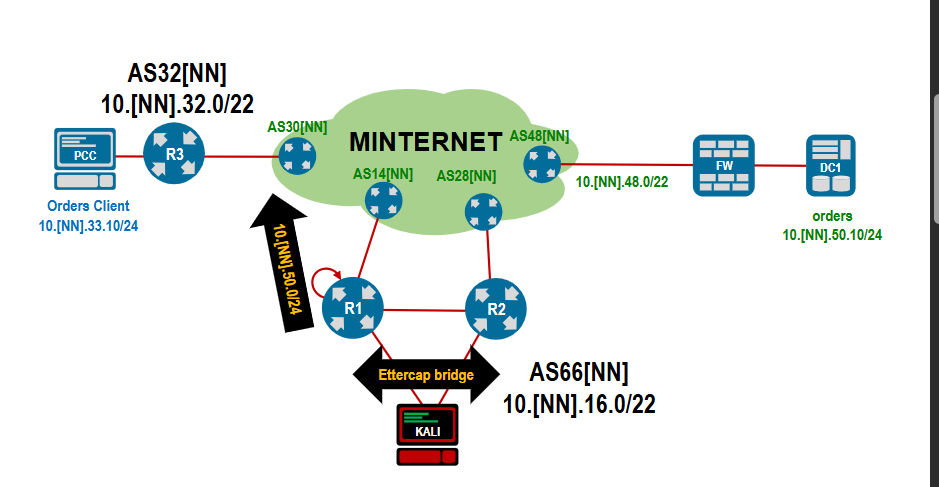 AS32[NN]
10.[NN].32.0/22
AS30[NN]
MINTERNET
AS48[NN]
PCC
R3
AS14[NN]
AS28[NN]
FW
DC1
10.[NN].48.0/22
Orders Client
10.[NN].33.10/24
orders
10.[NN].50.10/24
10.[NN].50.0/24
R1
R2
Ettercap bridge
AS66[NN]
10.[NN].16.0/22
KALI